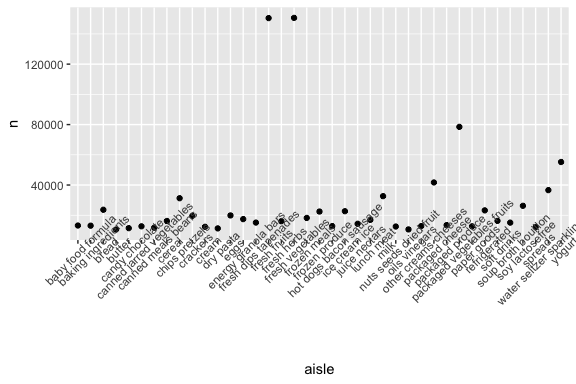 120000
80000
40000
n
baby food formula
baking ingredients
bread
butter
candy chocolate
canned jarred vegetables
canned meals beans
cereal
chips pretzels
crackers
cream
dry pasta
eggs
energy granola bars
fresh dips tapenades
fresh fruits
fresh herbs
fresh vegetables
frozen meals
frozen produce
hot dogs bacon sausage
ice cream ice
juice nectars
lunch meat
milk
nuts seeds dried fruit
oils vinegars
other creams cheeses
packaged cheese
packaged produce
packaged vegetables fruits
paper goods
refrigerated
soft drinks
soup broth bouillon
soy lactosefree
spreads
water seltzer sparklin
yogurt
aisle